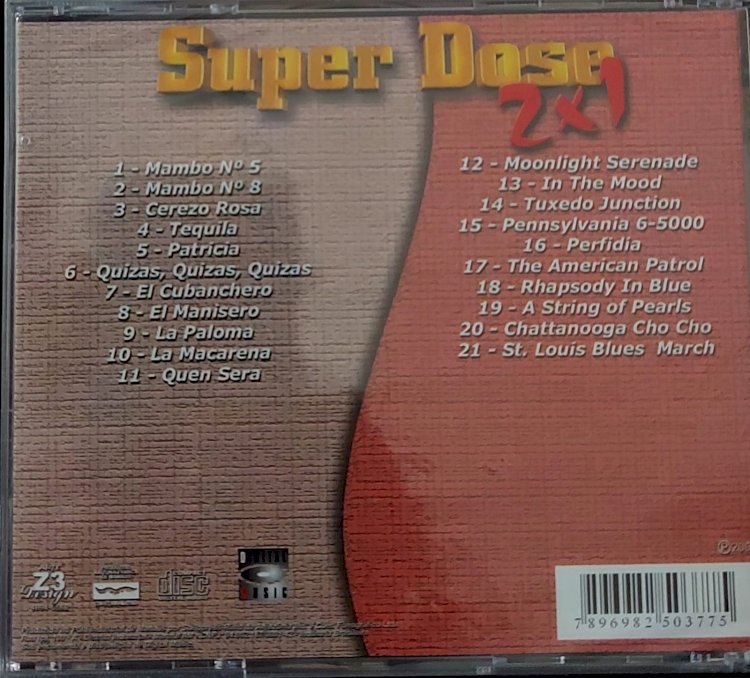 Super Dose
2x1
1 - Mambo Nº 5
2 - Mambo Nº 8
3 - Cerezo Rosa
4 - Tequila
5 - Patricia
6 - Quizas, Quizas, Quizas
7 - El Cubanchero
8 - El Manisero
9 - La Paloma
10 - La Macarena
11 - Quen Sera
12 - Moonlight Serenade
13 - In The Mood
14 - Tuxedo Junction
15 - Pennsylvania 6-5000
16 - Perfidia
17 - The American Patrol
18 - Rhapsody In Blue
19 - A String of Pearls
20 - Chattanooga Cho Cho
21 - St. Louis Blues March
Z3
Design
disc
MUSIC
7 896982 503775